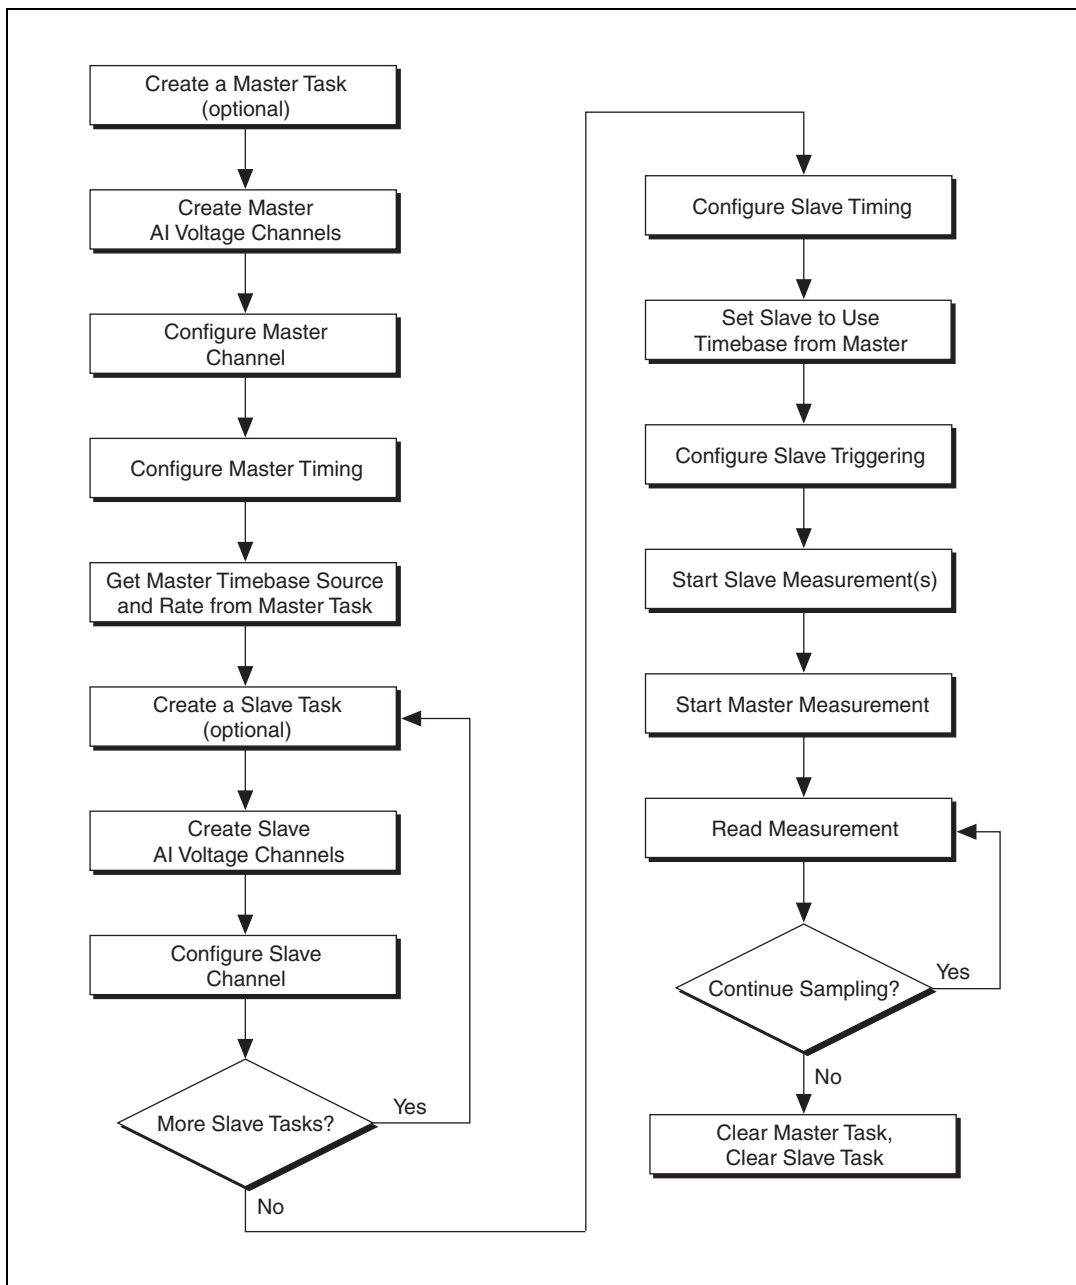 Create a Master Task
(optional)
Create Master
AI Voltage Channels
Configure Master
Channel
Configure Master Timing
Get Master Timebase Source
and Rate from Master Task
Create a Slave Task
(optional)
Create Slave
AI Voltage Channels
Configure Slave
Channel
More Slave Tasks?
Yes
No
Configure Slave Timing
Set Slave to Use
Timebase from Master
Configure Slave Triggering
Start Slave Measurement(s)
Start Master Measurement
Read Measurement
Continue Sampling?
Yes
No
Clear Master Task,
Clear Slave Task